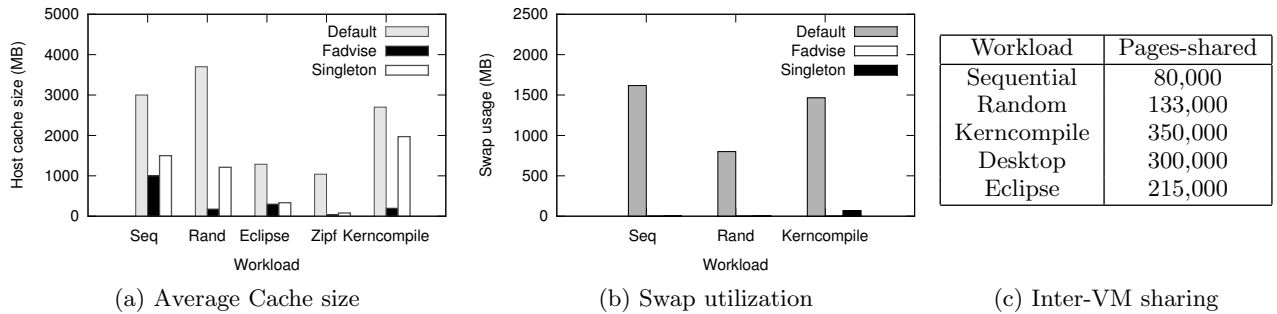 5000
4000
3000
2000
1000
0
Host cache size (MB)
Default
Fadvise
Singleton
Seq Rand Eclipse Zipf Kerncompile
Workload
(a) Average Cache size
2500
2000
1500
1000
500
0
Swap usage (MB)
Default
Fadvise
Singleton
Seq Rand Kerncompile
Workload
(b) Swap utilization
Workload Pages-shared
Sequential 80,000
Random 133,000
Kerncompile 350,000
Desktop 300,000
Eclipse 215,000
(c) Inter-VM sharing